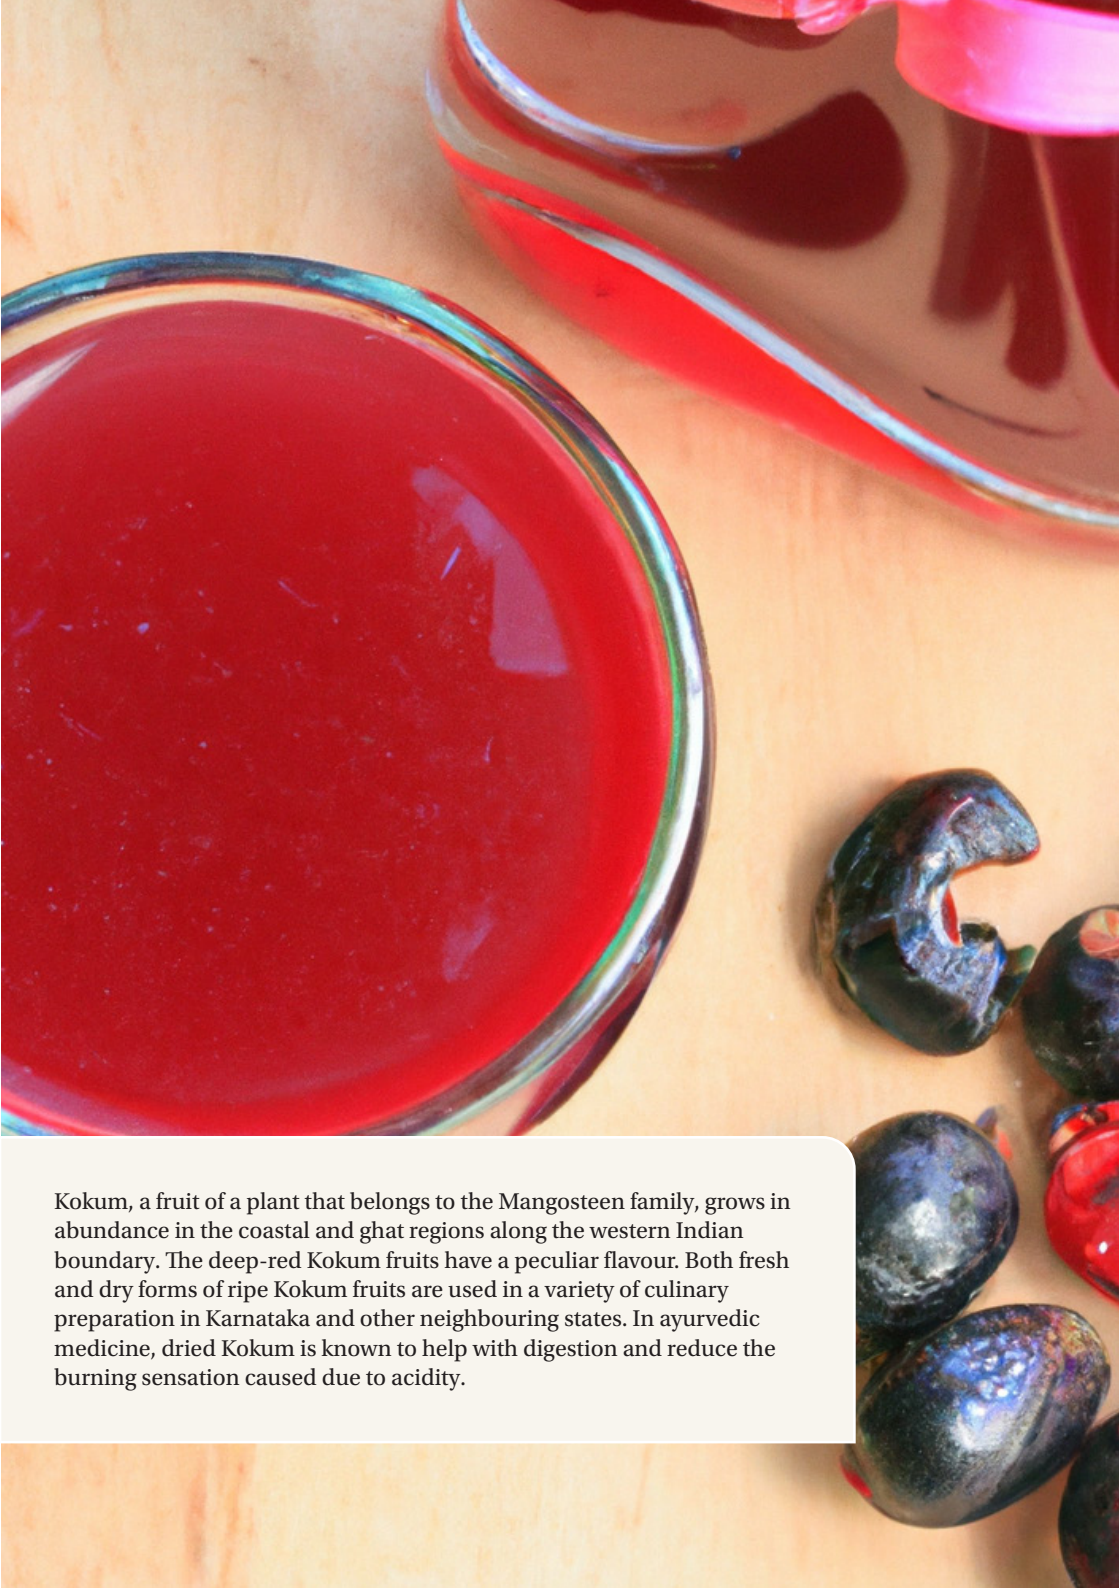 Kokum, a fruit of a plant that belongs to the Mangosteen family, grows in
abundance in the coastal and ghat regions along the western Indian
boundary. The deep-red Kokum fruits have a peculiar flavour. Both fresh
and dry forms of ripe Kokum fruits are used in a variety of culinary
preparation in Karnataka and other neighbouring states. In ayurvedic
medicine, dried Kokum is known to help with digestion and reduce the
burning sensation caused due to acidity.